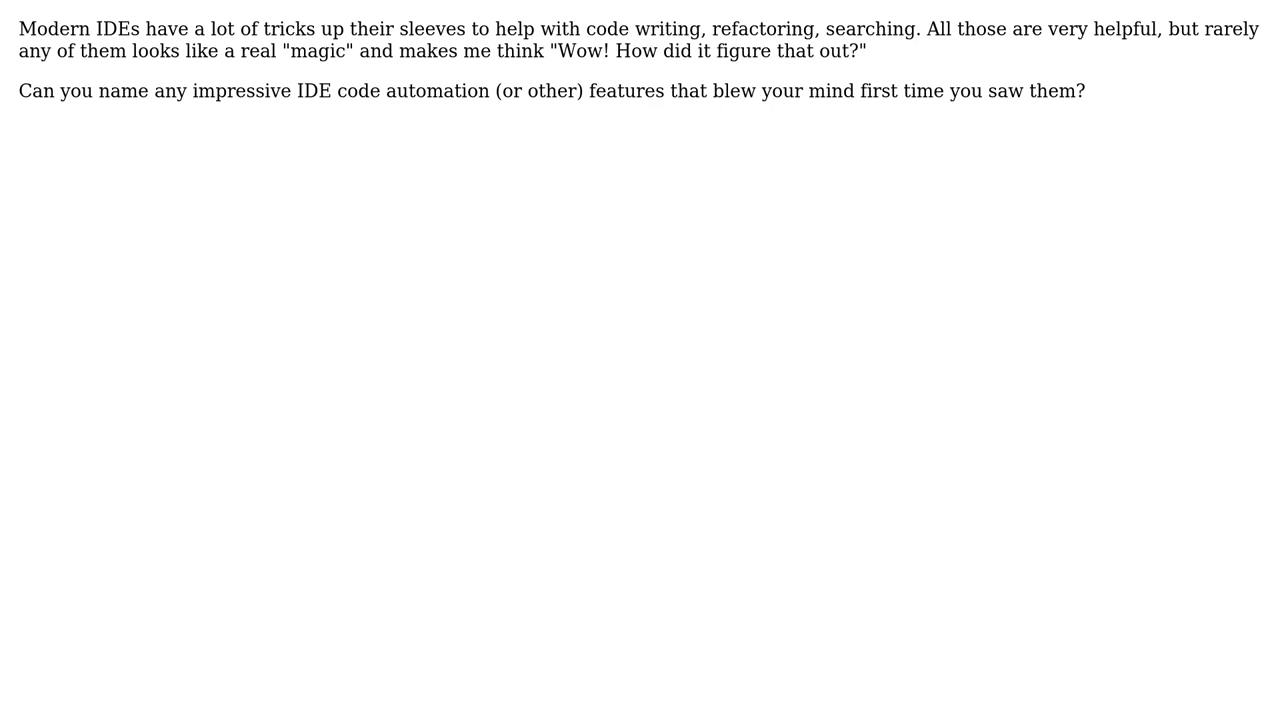 Modern IDEs have a lot of tricks up their sleeves to help with code writing, refactoring, searching. All those are very helpful, but rarely
any of them looks like a real "magic" and makes me think "Wow! How did it figure that out?"
Can you name any impressive IDE code automation (or other) features that blew your mind first time you saw them?